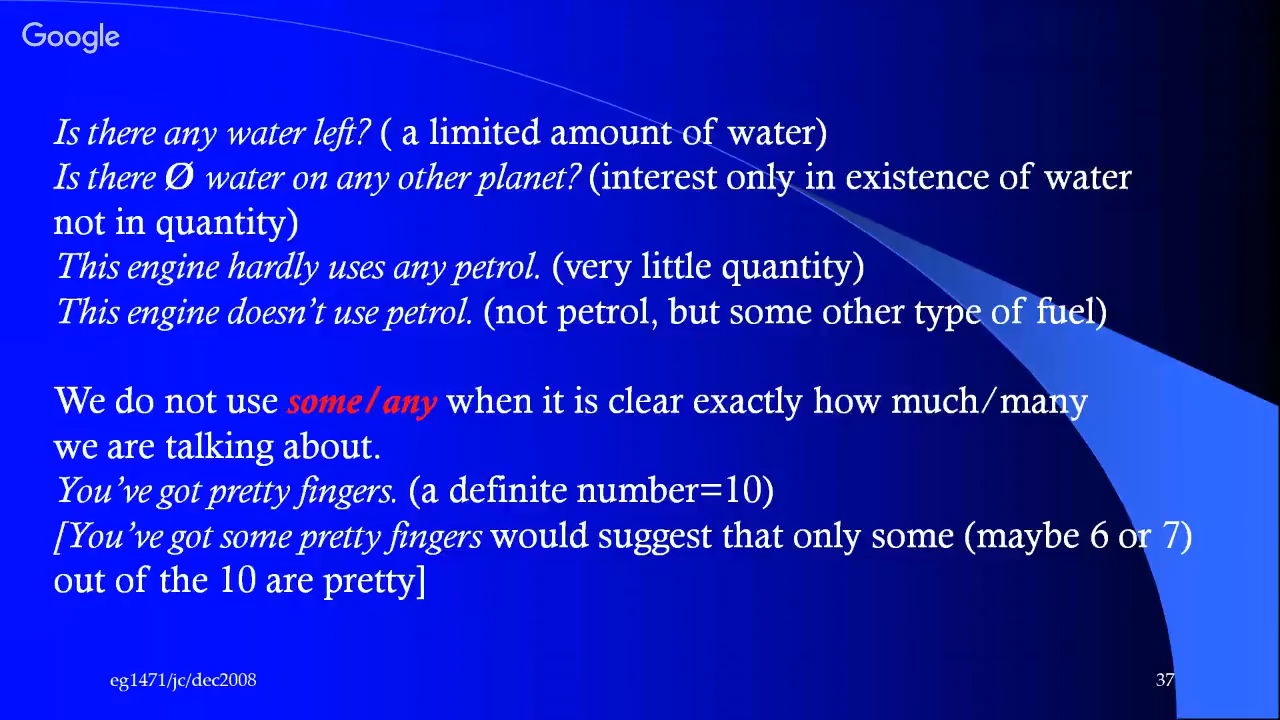 Google
Is there any water left? ( a limited amount of water)
Is there Ø water on any other planet? (interest only in existence of water
not in quantity)
This engine hardly uses any petrol. (very little quantity)
This engine doesn't use petrol. (not petrol, but some other type of fuel)
We do not use some/any when it is clear exactly how much/many
we are talking about.
You've got pretty fingers. (a definite number=10)
[You've got some pretty fingers would suggest that only some (maybe 6 or 7)
out of the 10 are pretty]
eg1471/jc/dec2008
37